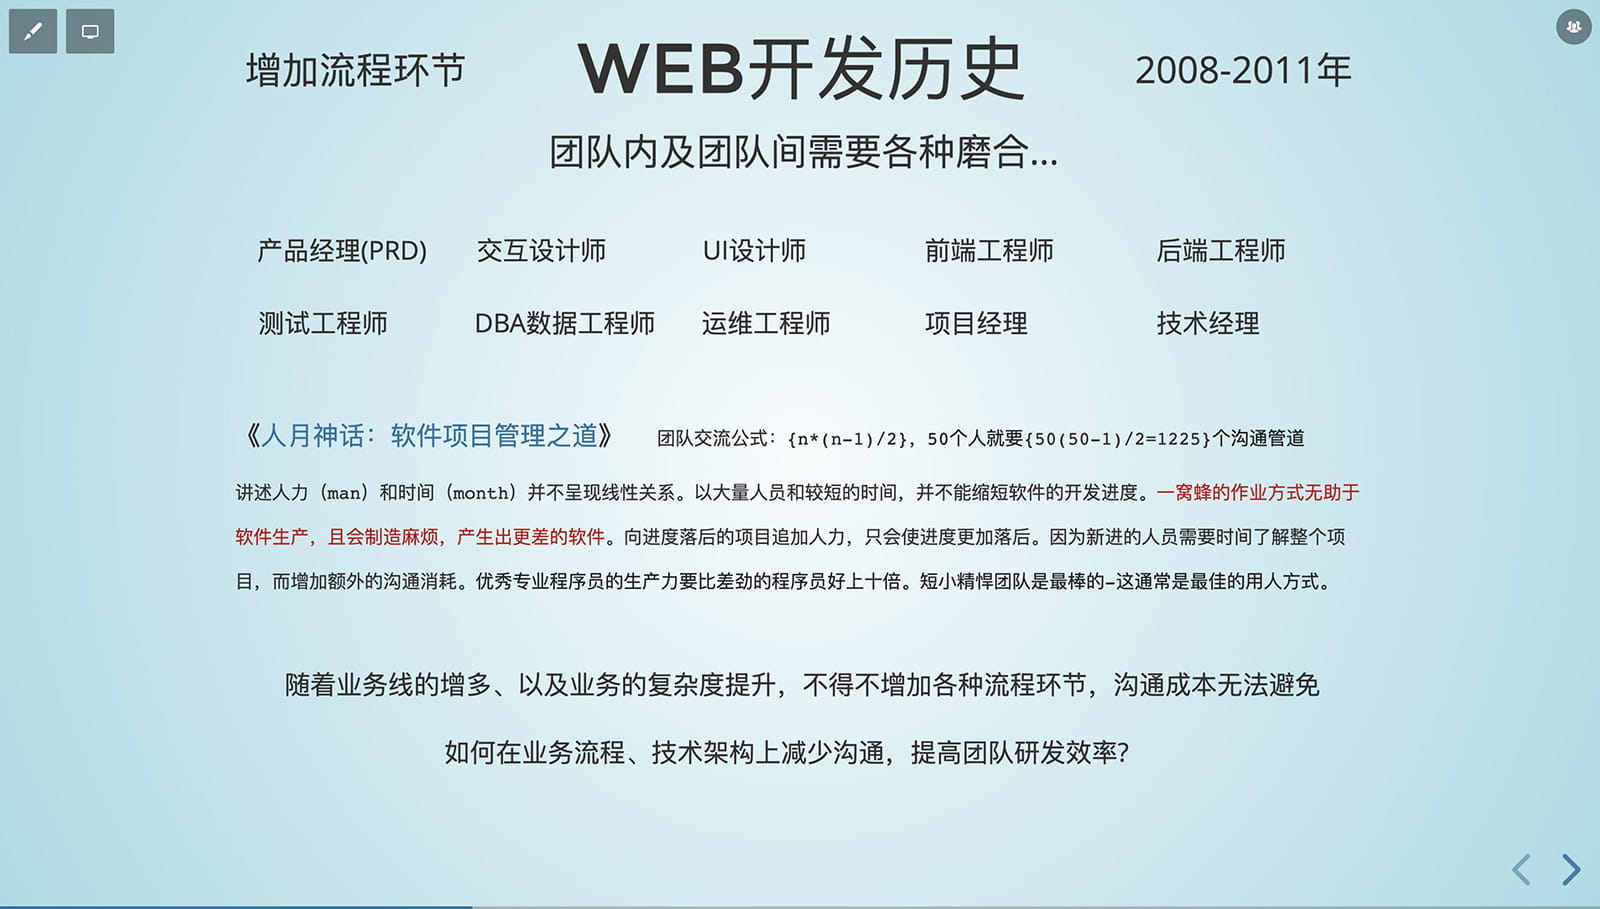 增加流程环节
WEB开发历史
2008-2011年
团队内及团队间需要各种磨合...
产品经理(PRD) 交互设计师 UI设计师 前端工程师 后端工程师
测试工程师 DBA数据工程师 运维工程师 项目经理 技术经理
《人月神话：软件项目管理之道》 团队交流公式：{n*(n-1)/2}，50个人就要{50(50-1)/2=1225}个沟通管道
讲述人力（man）和时间（month）并不呈现线性关系。以大量人员和较短的时间，并不能缩短软件的开发进度。一窝蜂的作业方式无助于
软件生产，且会制造麻烦，产生出更差的软件。向进度落后的项目追加人力，只会使进度更加落后。因为新进的人员需要时间了解整个项
目，而增加额外的沟通消耗。优秀专业程序员的生产力要比差劲的程序员好上十倍。短小精悍团队是最棒的-这通常是最佳的用人方式。
随着业务线的增多、以及业务的复杂度提升，不得不增加各种流程环节，沟通成本无法避免
如何在业务流程、技术架构上减少沟通，提高团队研发效率？